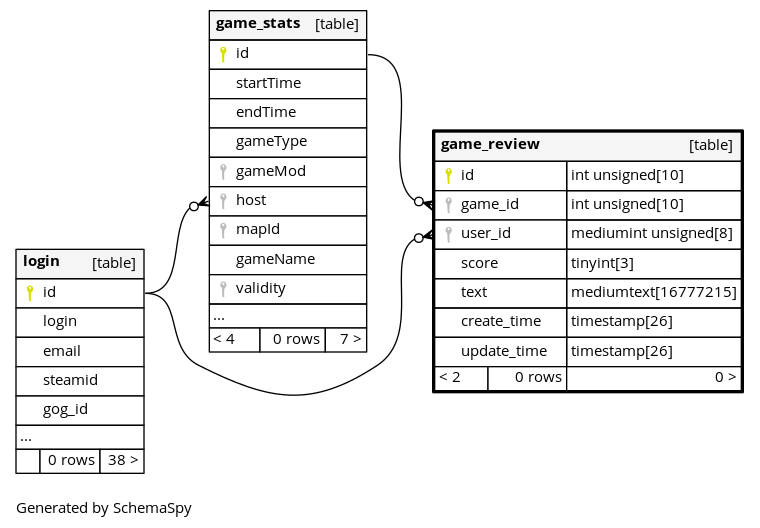 game_stats [table]
id
startTime
endTime
gameType
gameMod
host
mapId
gameName
validity
...
< 4 0 rows 7 >
game_review [table]
id int unsigned[10]
game_id int unsigned[10]
user_id mediumint unsigned[8]
score tinyint[3]
text mediumtext[16777215]
create_time timestamp[26]
update_time timestamp[26]
< 2 0 rows 0 >
login [table]
id
login
email
steamid
gog_id
...
0 rows 38 >
Generated by SchemaSpy